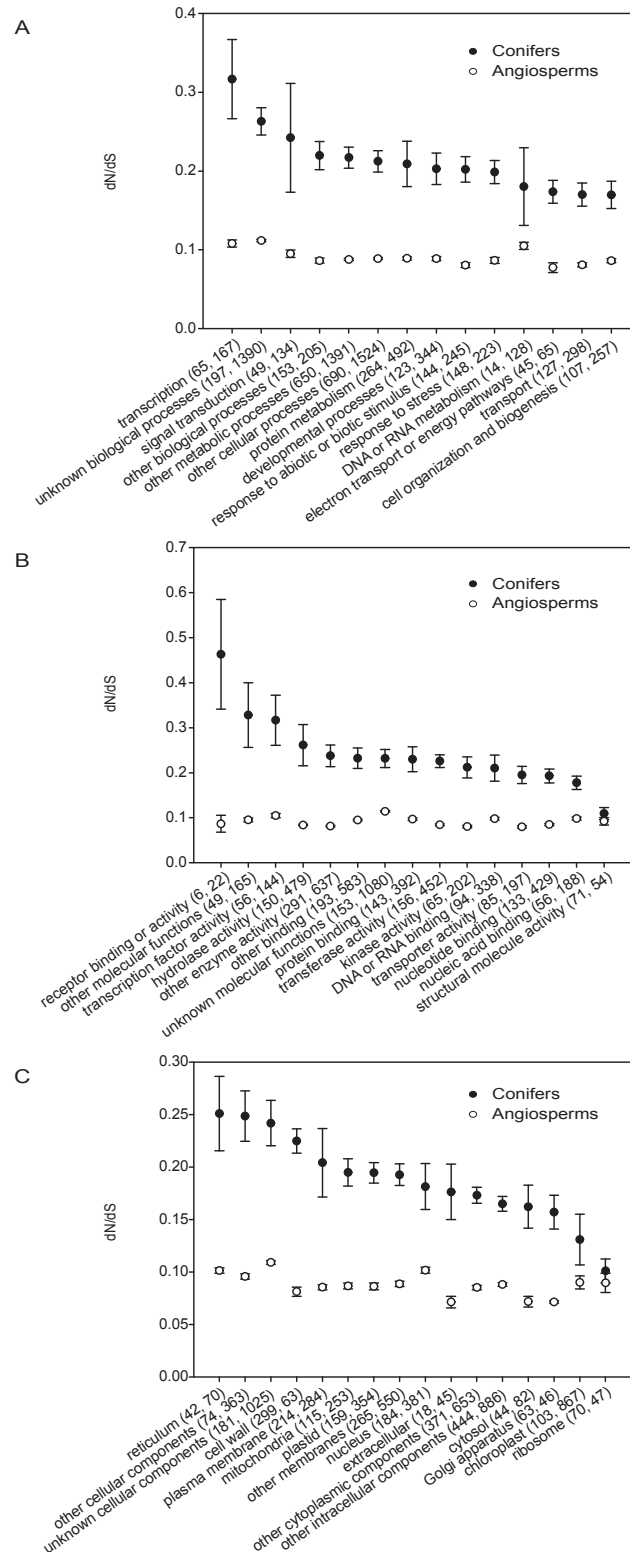 A
0.4
0.3
0.2
0.1
0.0
dN/dS
Conifers
Angiosperms
transcription (65, 167)
unknown biological processes (197, 1390)
signal transduction (49, 134)
other biological processes (153, 205)
other metabolic processes (650, 1391)
other cellular processes (690, 1524)
protein metabolism (264, 492)
developmental processes (123, 344)
response to abiotic or biotic stimulus (144, 245)
response to stress (148, 223)
DNA or RNA metabolism (14, 128)
electron transport or energy pathways (45, 65)
transport (127, 298)
cell organization and biogenesis (107, 257)
B
0.7
0.6
0.5
0.4
0.3
0.2
0.1
0.0
dN/dS
Conifers
Angiosperms
receptor binding or activity (6, 22)
other molecular functions (49, 165)
transcription factor activity (56, 144)
hydrolase activity (150, 479)
other enzyme activity (291, 637)
other binding (193, 583)
unknown molecular functions (153, 1080)
protein binding (143, 392)
transferase activity (156, 452)
kinase activity (65, 202)
DNA or RNA binding (94, 338)
transporter activity (85, 197)
nucleotide binding (133, 429)
nucleic acid binding (56, 188)
structural molecule activity (71, 54)
C
0.30
0.25
0.20
0.15
0.10
0.05
0.00
dN/dS
Conifers
Angiosperms
reticulum (42, 70)
other cellular components (74, 363)
unknown cellular components (181, 1025)
cell wall (299, 63)
plasma membrane (214, 284)
mitochondria (115, 253)
plastid (159, 354)
other membranes (265, 550)
nucleus (184, 381)
extracellular (18, 45)
other cytoplasmic components (371, 653)
other intracellular components (444, 886)
cytosol (44, 82)
Golgi apparatus (63, 46)
chloroplast (103, 867)
ribosome (70, 47)